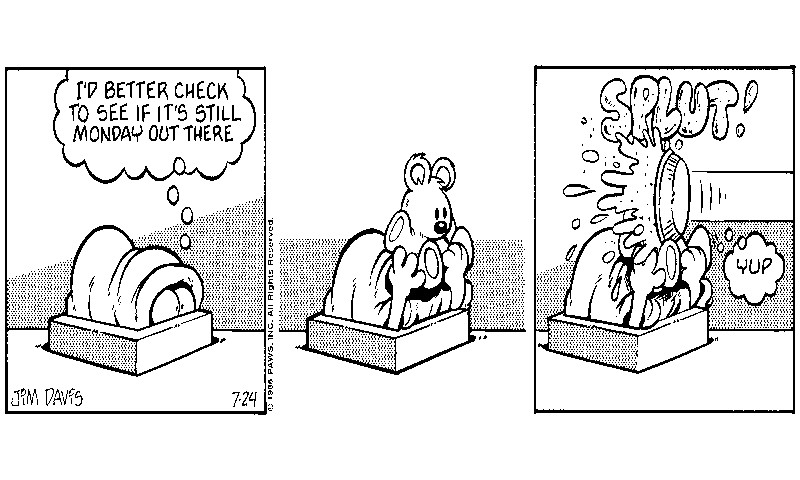 I'D BETTER CHECK
TO SEE IF IT'S STILL
MONDAY OUT THERE
JIM DAVIS
7-24
© 1986 PAWS, INC. All Rights Reserved.
SPLUT!
YUP